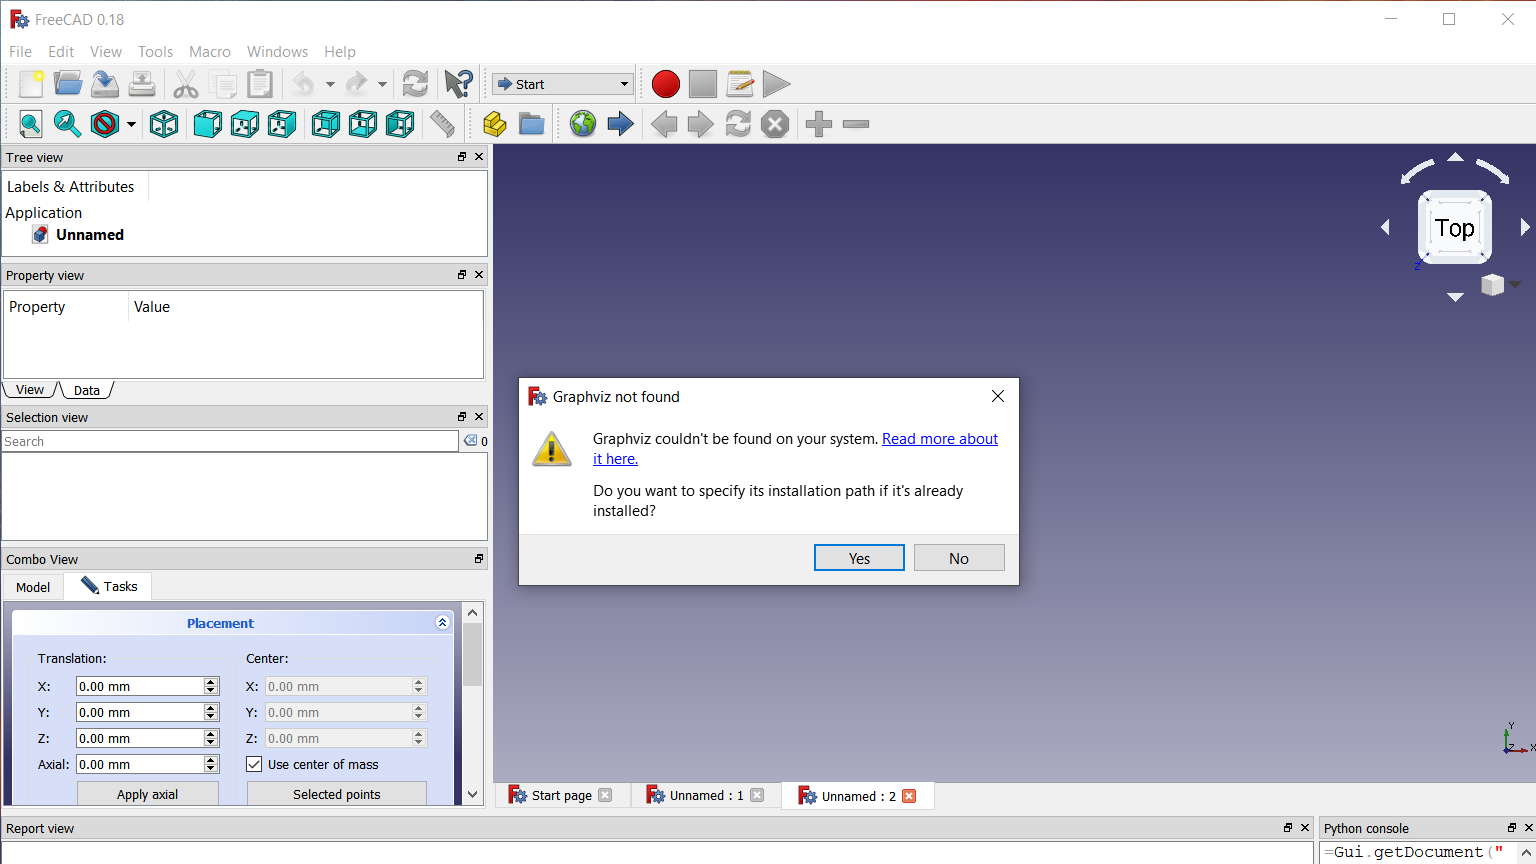 FreeCAD 0.18
File Edit View Tools Macro Windows Help
Start
Tree view
Labels & Attributes
Application
Unnamed
Property view
Property Value
View Data
Selection view
Search 0
Combo View
Model Tasks
Placement
Translation: Center:
X: 0.00 mm X: 0.00 mm
Y: 0.00 mm Y: 0.00 mm
Z: 0.00 mm Z: 0.00 mm
Axial: 0.00 mm Use center of mass
Apply axial Selected points
Top
Z
Graphviz not found
Graphviz couldn't be found on your system. Read more about
it here.
Do you want to specify its installation path if it's already
installed?
Yes No
Y
Z X
Start page Unnamed : 1 Unnamed : 2
Report view
Python console
=Gui.getDocument("